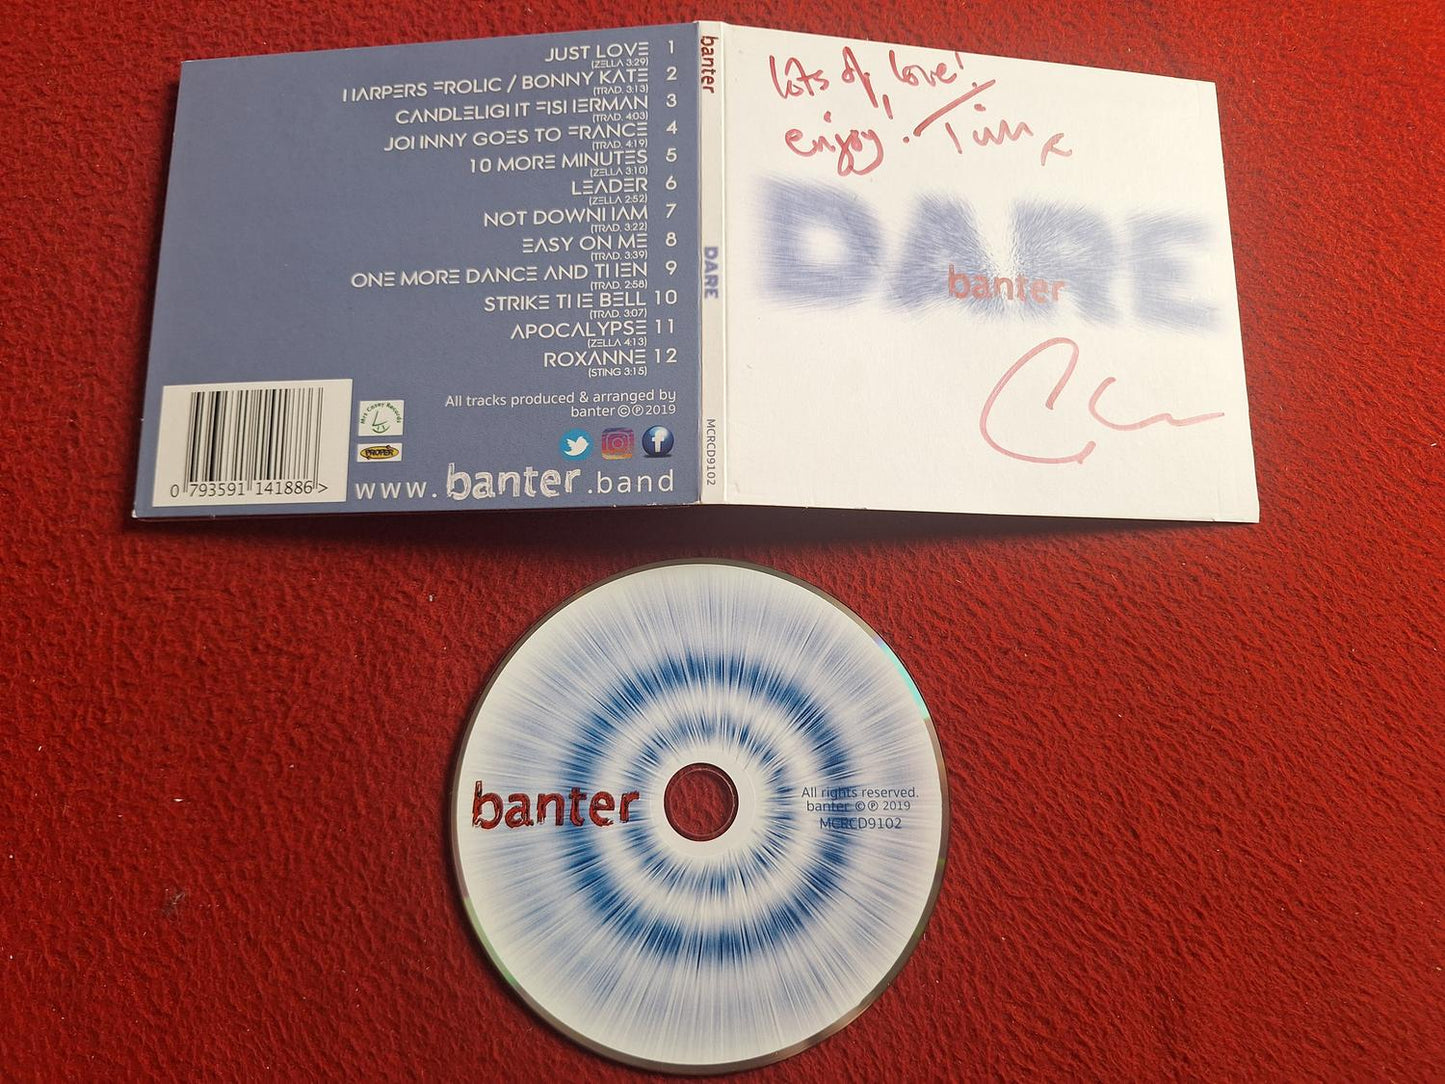 JUST LOVE 1
(ZELLA 3:29)
HARPERS FROLIC / BONNY KATE 2
(TRAD. 3:13)
CANDLELIGHT FISHERMAN 3
(TRAD. 4:03)
JOHNNY GOES TO FRANCE 4
(TRAD. 4:19)
10 MORE MINUTES 5
(ZELLA 3:10)
LEADER 6
(ZELLA 2:52)
NOT DOWNHAM 7
(TRAD. 3:22)
EASY ON ME 8
(TRAD. 3:39)
ONE MORE DANCE AND THEN 9
(TRAD. 2:58)
STRIKE THE BELL 10
(TRAD. 3:07)
APOCALYPSE 11
(ZELLA 4:13)
ROXANNE 12
(STING 3:15)
All tracks produced & arranged by
banter©℗2019
Mrs Casey Records
PROPER
0 793591 141886 >
www.banter.band
banter
DARE
MCRCD9102
lots of love!
enjoy. Tim x
DARE
banter
banter
All rights reserved.
banter ©℗ 2019
MCRCD9102